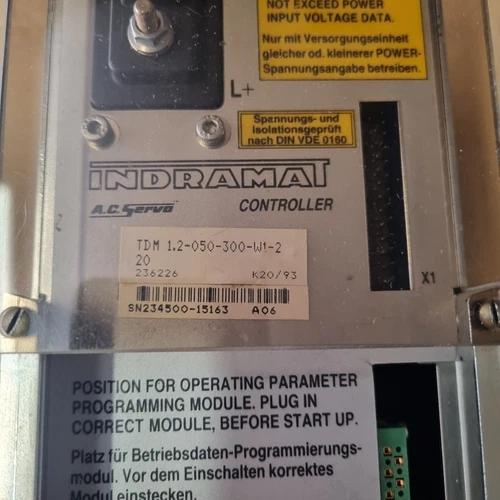 NOT EXCEED POWER
INPUT VOLTAGE DATA.
Nur mit Versorgungseinheit
gleicher od. kleinerer POWER-
Spannungsangabe betreiben.
L+
Spannungs- und
Isolationsgeprüft
nach DIN VDE 0160
INDRAMAT
A.C. Servo CONTROLLER
TDM 1.2-050-300-W1-2
20
236226 K20/93
SN234500-15163 A06
X1
POSITION FOR OPERATING PARAMETER
PROGRAMMING MODULE. PLUG IN
CORRECT MODULE, BEFORE START UP.
Platz für Betriebsdaten-Programmierungs-
modul. Vor dem Einschalten korrektes
Modul einstecken.